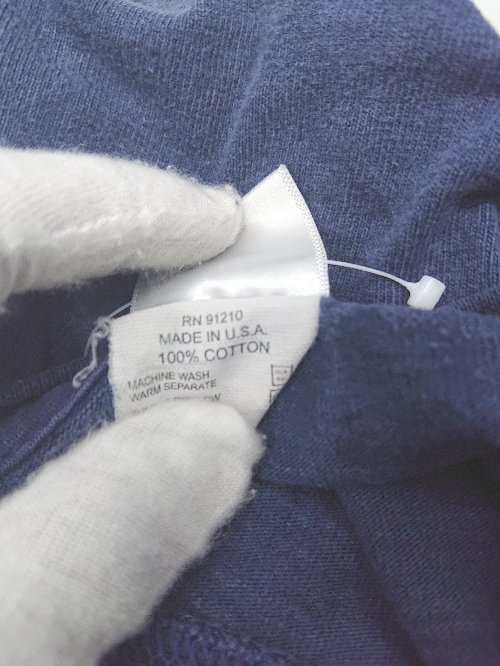 RN 91210
MADE IN U.S.A.
100% COTTON
MACHINE WASH
WARM SEPARATE